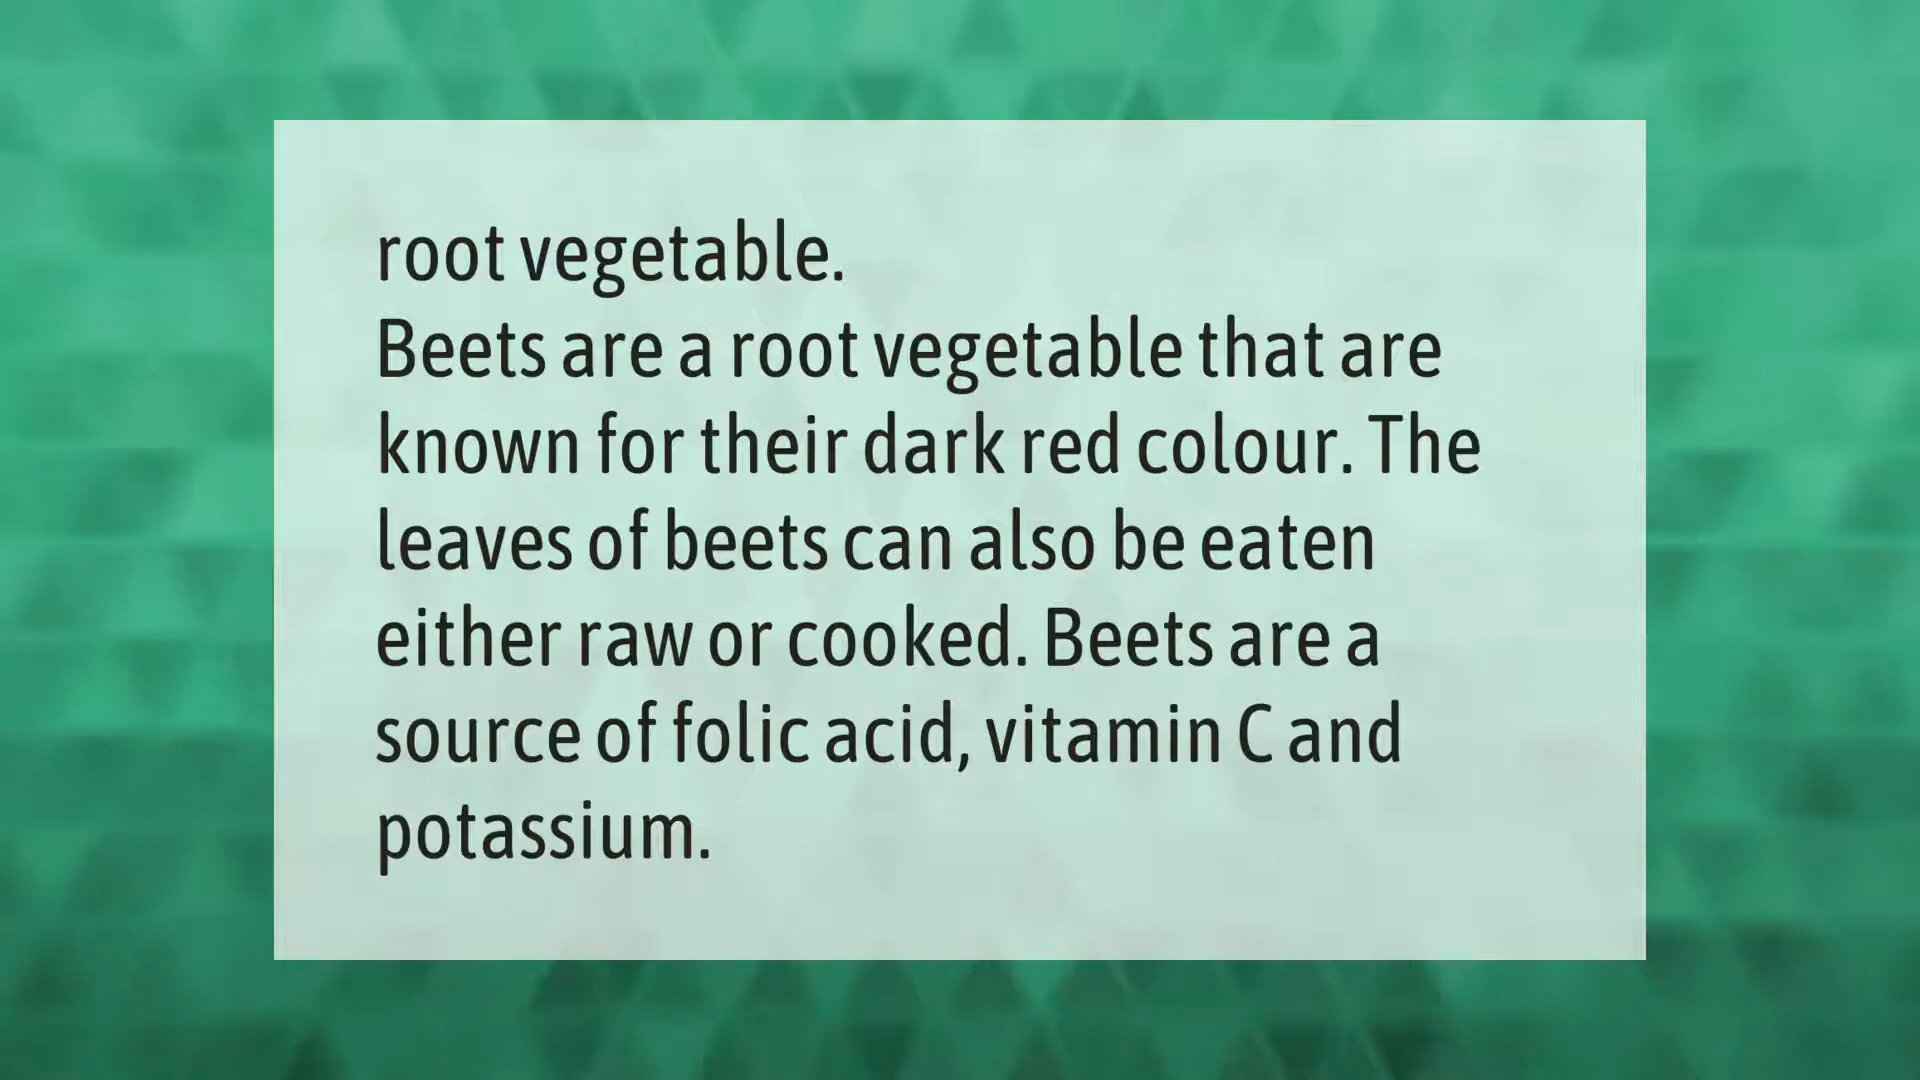 root vegetable.
Beets are a root vegetable that are
known for their dark red colour. The
leaves of beets can also be eaten
either raw or cooked. Beets are a
source of folic acid, vitamin C and
potassium.